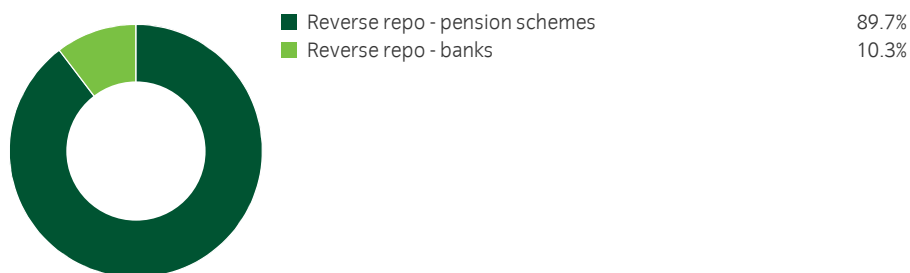 Reverse repo - pension schemes 89.7%
Reverse repo - banks 10.3%